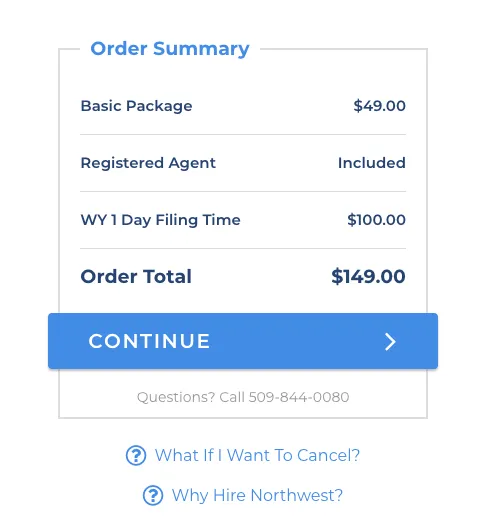 Order Summary
Basic Package $49.00
Registered Agent Included
WY 1 Day Filing Time $100.00
Order Total $149.00
CONTINUE
Questions? Call 509-844-0080
What If I Want To Cancel?
Why Hire Northwest?